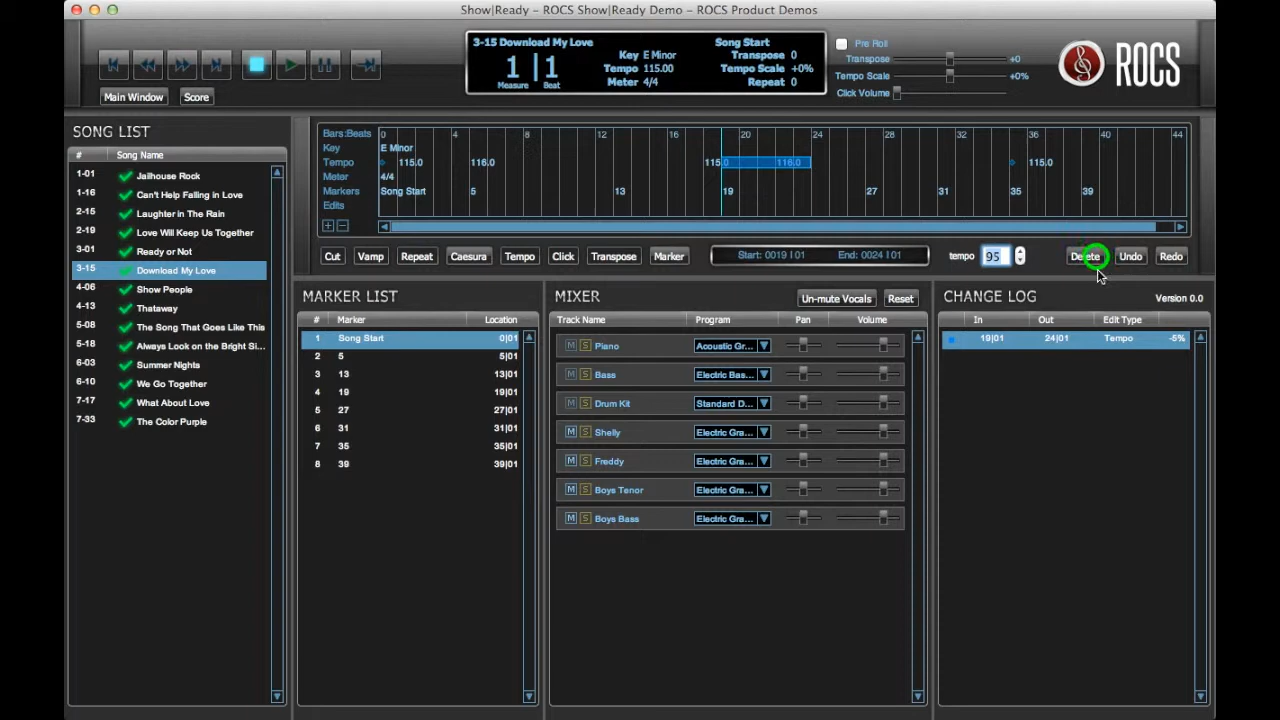 Show|Ready – ROCS Show|Ready Demo – ROCS Product Demos
3-15 Download My Love
Song Start
Key E Minor
Transpose 0
1 | 1
Tempo 115.00
Tempo Scale +0%
Measure Beat
Meter 4/4
Repeat 0
Pre Roll
Transpose +0
Tempo Scale +0%
Click Volume
ROCS
Main Window
Score
SONG LIST
# Song Name
1-01 Jailhouse Rock
1-16 Can't Help Falling in Love
2-15 Laughter in The Rain
2-19 Love Will Keep Us Together
3-01 Ready or Not
3-15 Download My Love
4-06 Show People
4-13 Thataway
5-08 The Song That Goes Like This
5-18 Always Look on the Bright Si...
6-03 Summer Nights
6-10 We Go Together
7-17 What About Love
7-33 The Color Purple
Bars:Beats 0 4 8 12 16 20 24 28 32 36 40 44
Key E Minor
Tempo 115.0 116.0 115.0 116.0 115.0
Meter 4/4
Markers Song Start 5 13 19 27 31 35 39
Edits
Cut Vamp Repeat Caesura Tempo Click Transpose Marker
Start: 0019 | 01 End: 0024 | 01
tempo 95
Delete Undo Redo
MARKER LIST
# Marker Location
1 Song Start 0|01
2 5 5|01
3 13 13|01
4 19 19|01
5 27 27|01
6 31 31|01
7 35 35|01
8 39 39|01
MIXER
Un-mute Vocals Reset
Track Name Program Pan Volume
M S Piano Acoustic Gr...
M S Bass Electric Bas...
M S Drum Kit Standard D...
M S Shelly Electric Gra...
M S Freddy Electric Gra...
M S Boys Tenor Electric Gra...
M S Boys Bass Electric Gra...
CHANGE LOG
Version 0.0
In Out Edit Type
19|01 24|01 Tempo -5%